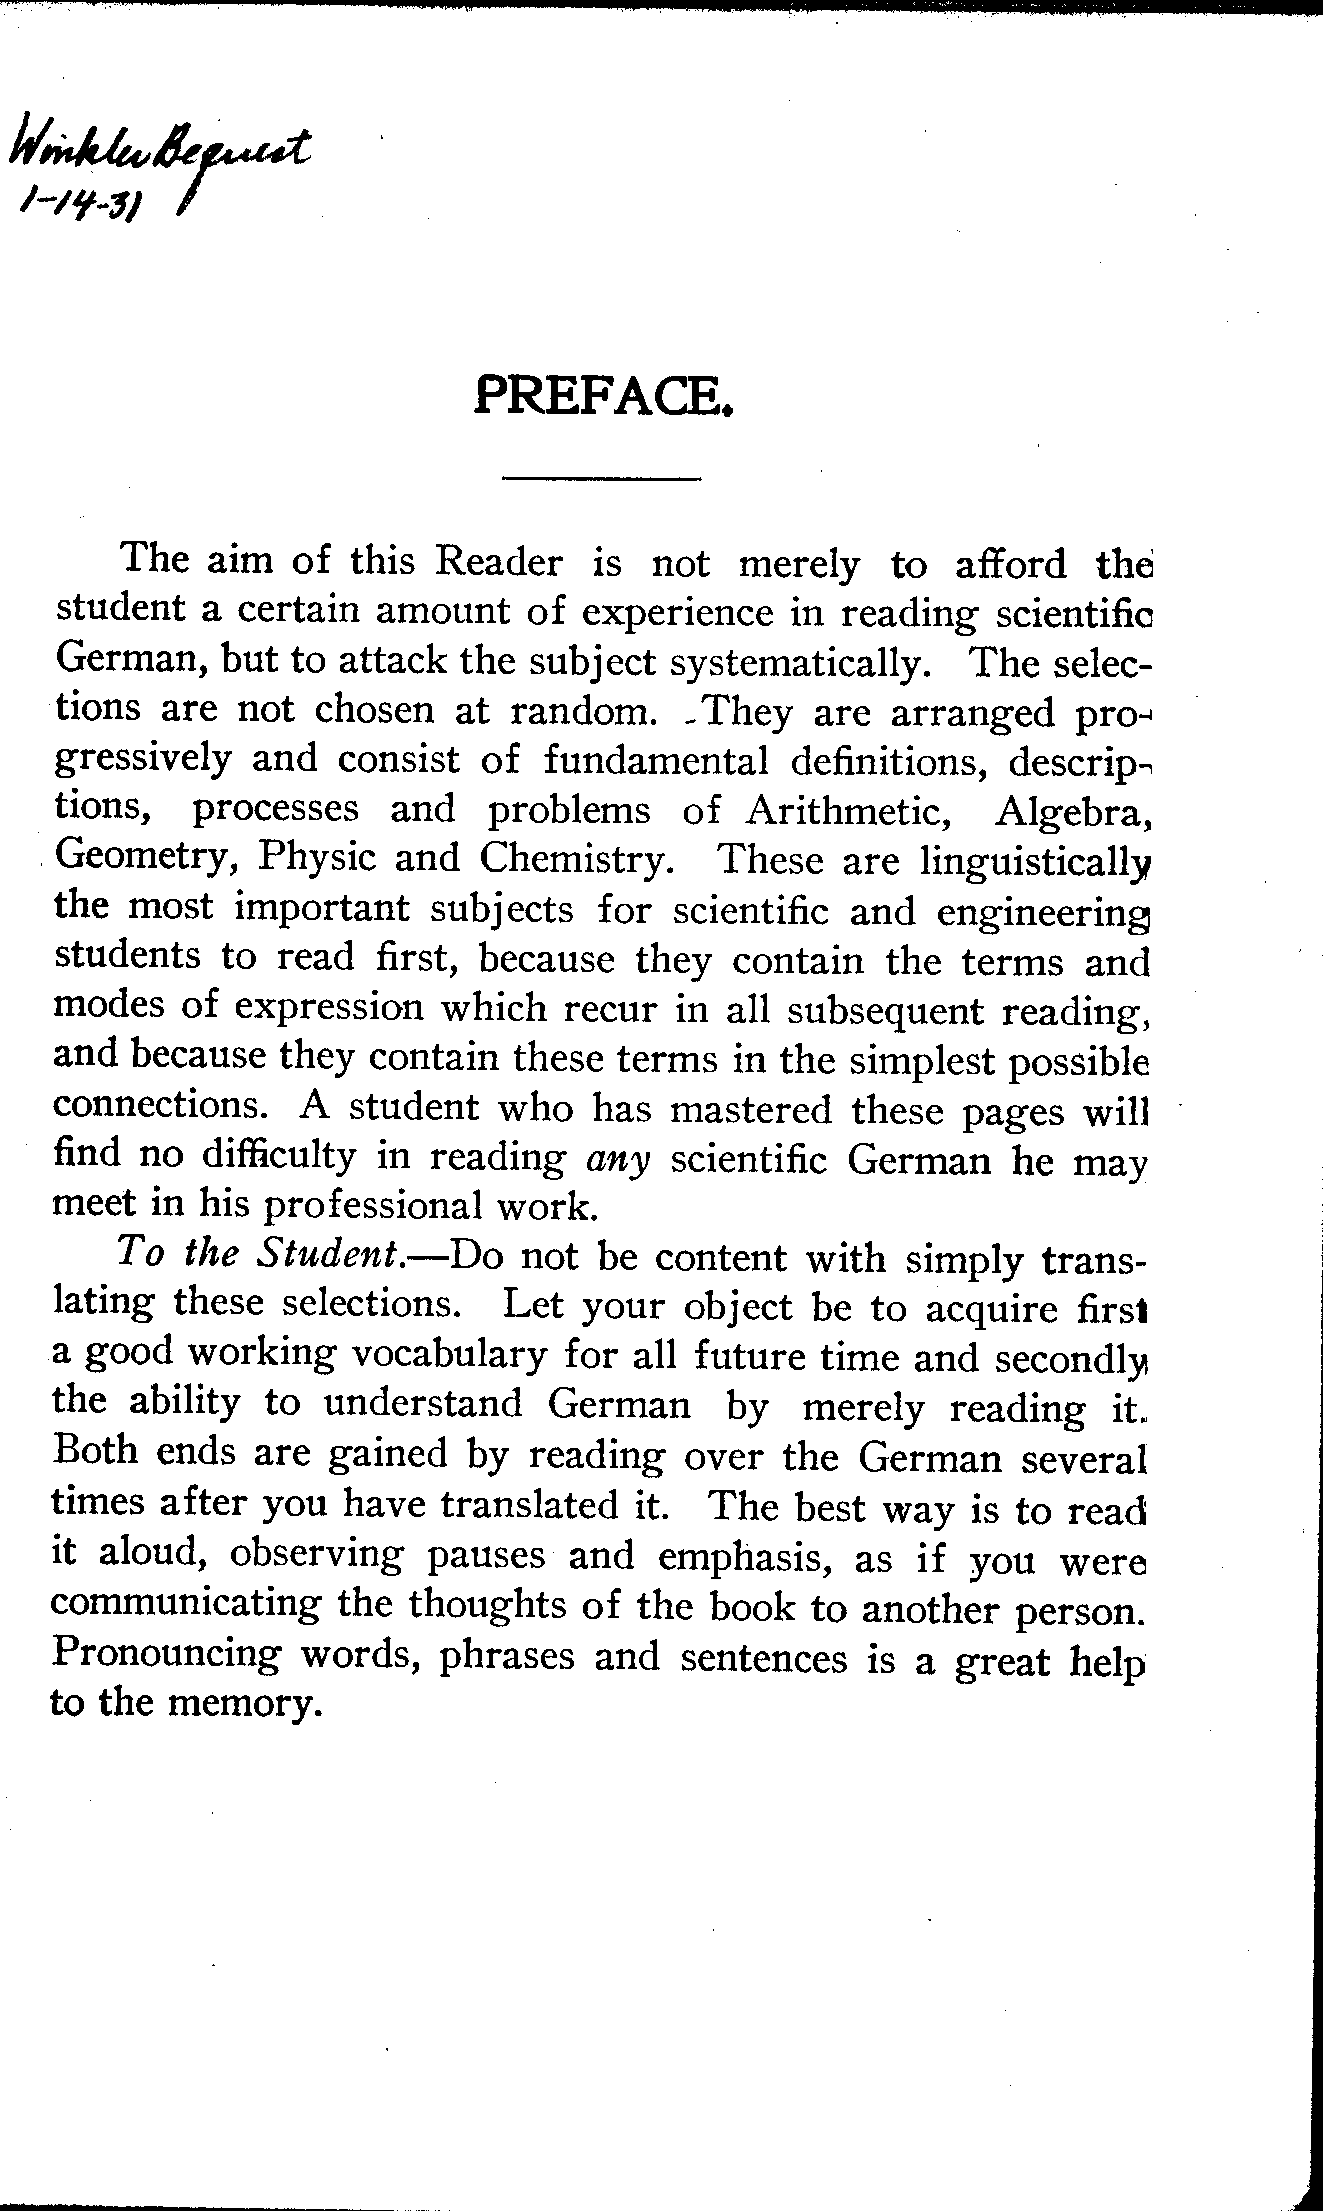 Winkler Bequest
1-14-31
PREFACE.
The aim of this Reader is not merely to afford the
student a certain amount of experience in reading scientific
German, but to attack the subject systematically. The selec-
tions are not chosen at random. They are arranged pro-
gressively and consist of fundamental definitions, descrip-
tions, processes and problems of Arithmetic, Algebra,
Geometry, Physic and Chemistry. These are linguistically
the most important subjects for scientific and engineering
students to read first, because they contain the terms and
modes of expression which recur in all subsequent reading,
and because they contain these terms in the simplest possible
connections. A student who has mastered these pages will
find no difficulty in reading any scientific German he may
meet in his professional work.
To the Student.—Do not be content with simply trans-
lating these selections. Let your object be to acquire first
a good working vocabulary for all future time and secondly
the ability to understand German by merely reading it.
Both ends are gained by reading over the German several
times after you have translated it. The best way is to read
it aloud, observing pauses and emphasis, as if you were
communicating the thoughts of the book to another person.
Pronouncing words, phrases and sentences is a great help
to the memory.